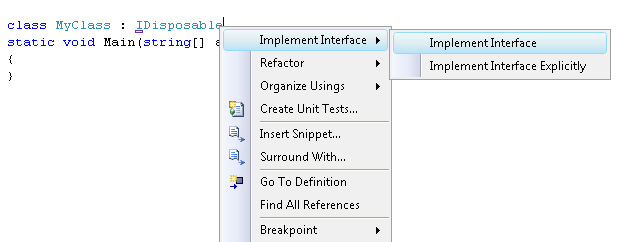 class MyClass : IDisposable
static void Main(string[] a
{
}
Implement Interface
Refactor
Organize Usings
Create Unit Tests...
Insert Snippet...
Surround With...
Go To Definition
Find All References
Breakpoint
Implement Interface
Implement Interface Explicitly